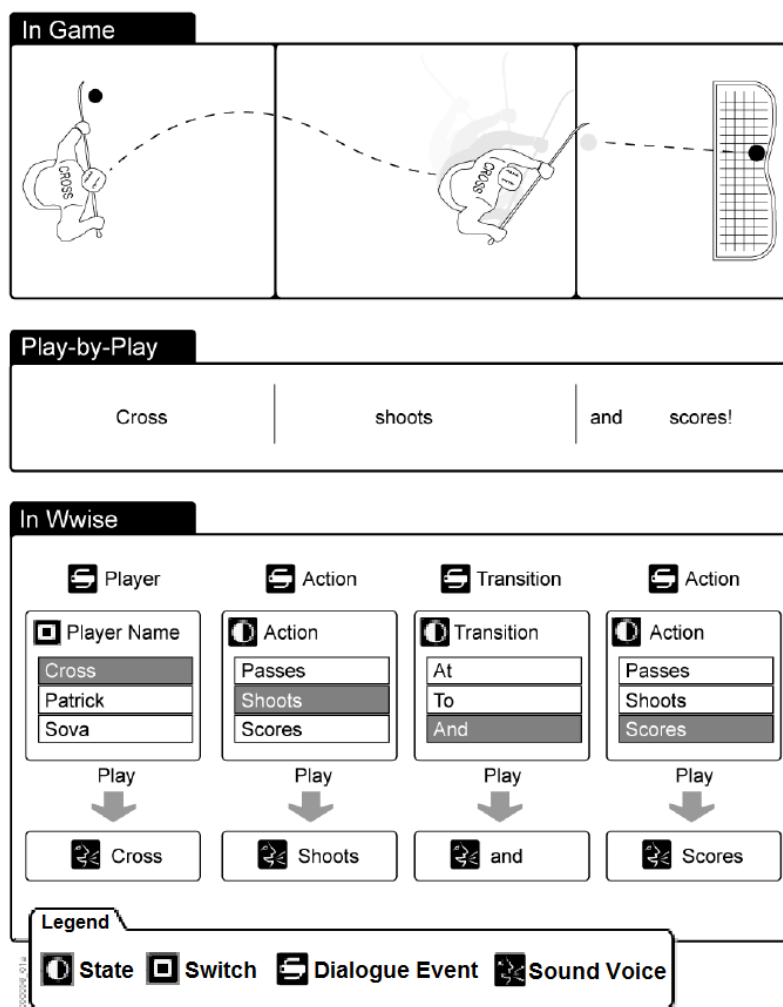 In Game
CROSS
CROSS
Play-by-Play
Cross shoots and scores!
In Wwise
Player Action Transition Action
Player Name Action Transition Action
Cross Passes At Passes
Patrick Shoots To Shoots
Sova Scores And Scores
Play Play Play Play
Cross Shoots and Scores
Legend
State Switch Dialogue Event Sound Voice